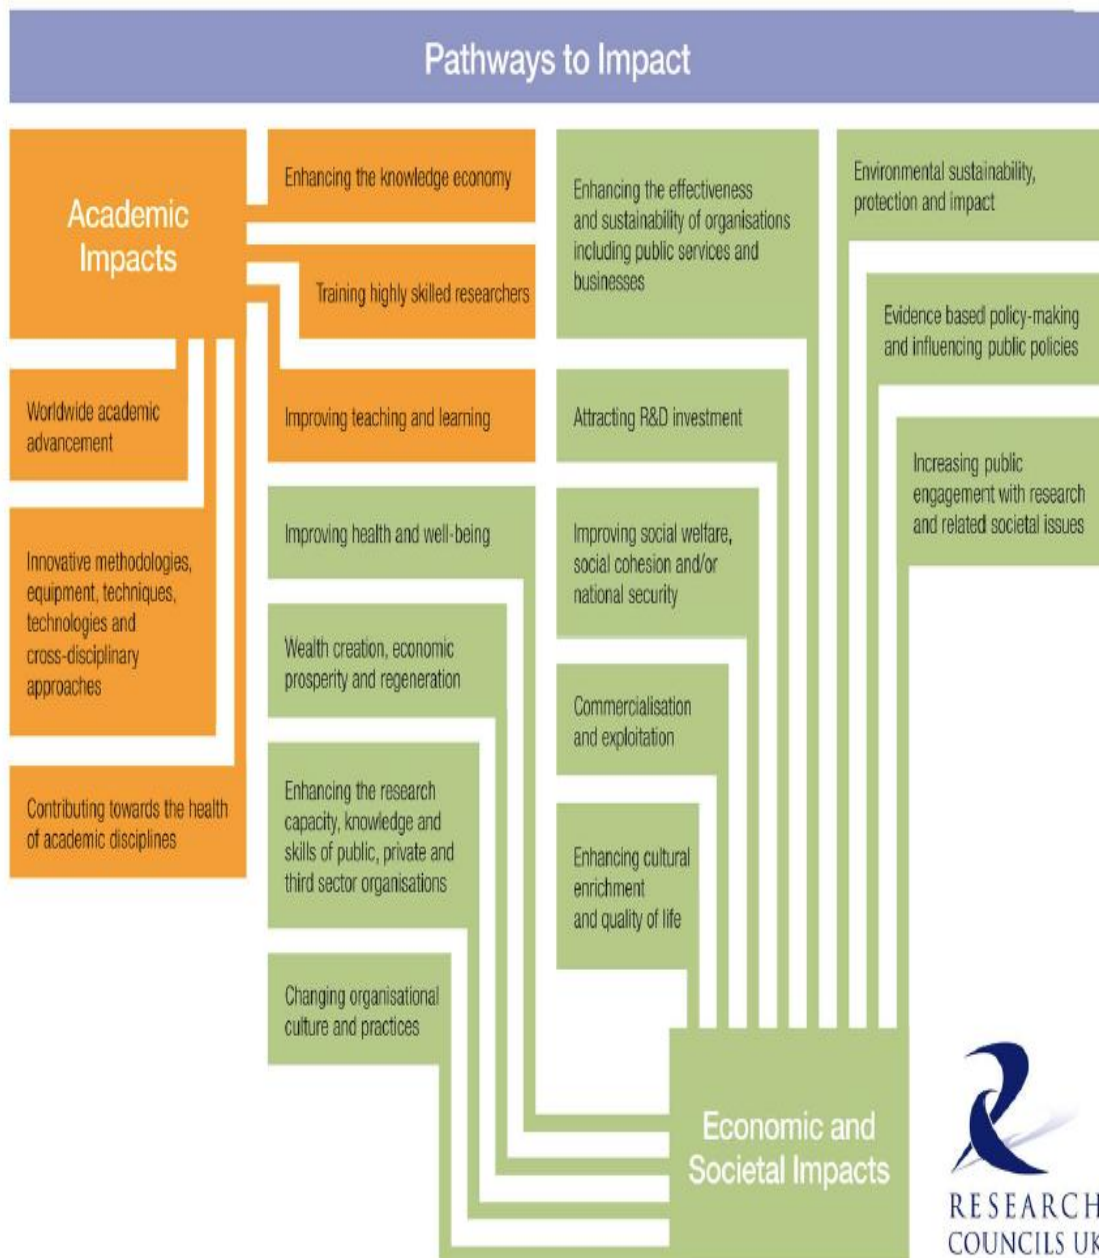 Pathways to Impact
Academic
Impacts
Worldwide academic
advancement
Innovative methodologies,
equipment, techniques,
technologies and
cross-disciplinary
approaches
Contributing towards the health
of academic disciplines
Enhancing the knowledge economy
Training highly skilled researchers
Improving teaching and learning
Improving health and well-being
Wealth creation, economic
prosperity and regeneration
Enhancing the research
capacity, knowledge and
skills of public, private and
third sector organisations
Changing organisational
culture and practices
Enhancing the effectiveness
and sustainability of organisations
including public services and
businesses
Attracting R&D investment
Improving social welfare,
social cohesion and/or
national security
Commercialisation
and exploitation
Enhancing cultural
enrichment
and quality of life
Environmental sustainability,
protection and impact
Evidence based policy-making
and influencing public policies
Increasing public
engagement with research
and related societal issues
Economic and
Societal Impacts
RESEARCH
COUNCILS UK